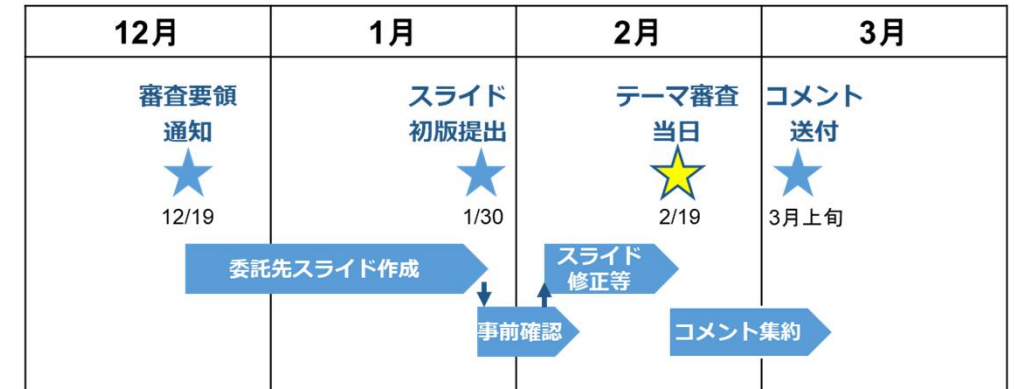 12月
1月
2月
3月
審査要領
通知
スライド
初版提出
テーマ審査
当日
コメント
送付
12/19
1/30
2/19
3月上旬
委託先スライド作成
スライド
修正等
事前確認
コメント集約